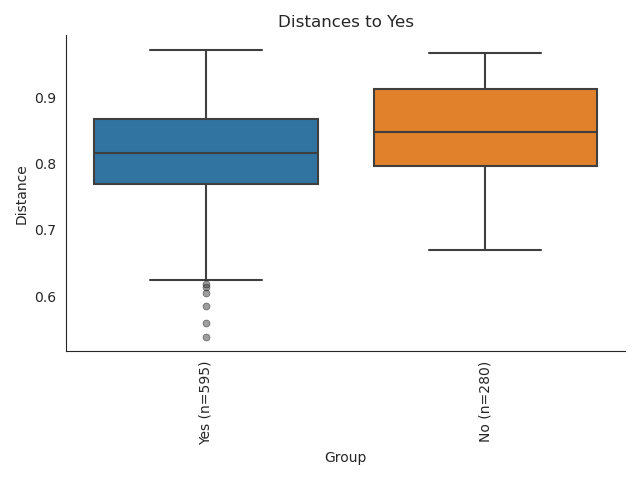 Distances to Yes
Distance
0.9
0.8
0.7
0.6
Yes (n=595)
No (n=280)
Group